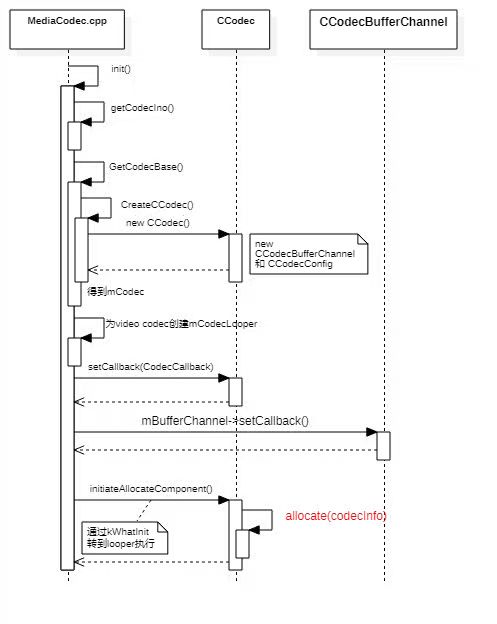 MediaCodec.cpp
CCodec
CCodecBufferChannel
init()
getCodecIno()
GetCodecBase()
CreateCCodec()
new CCodec()
new
CCodecBufferChannel
和 CCodecConfig
得到mCodec
为video codec创建mCodecLooper
setCallback(CodecCallback)
mBufferChannel->setCallback()
initiateAllocateComponent()
allocate(codecInfo)
通过kWhatInit
转到looper执行